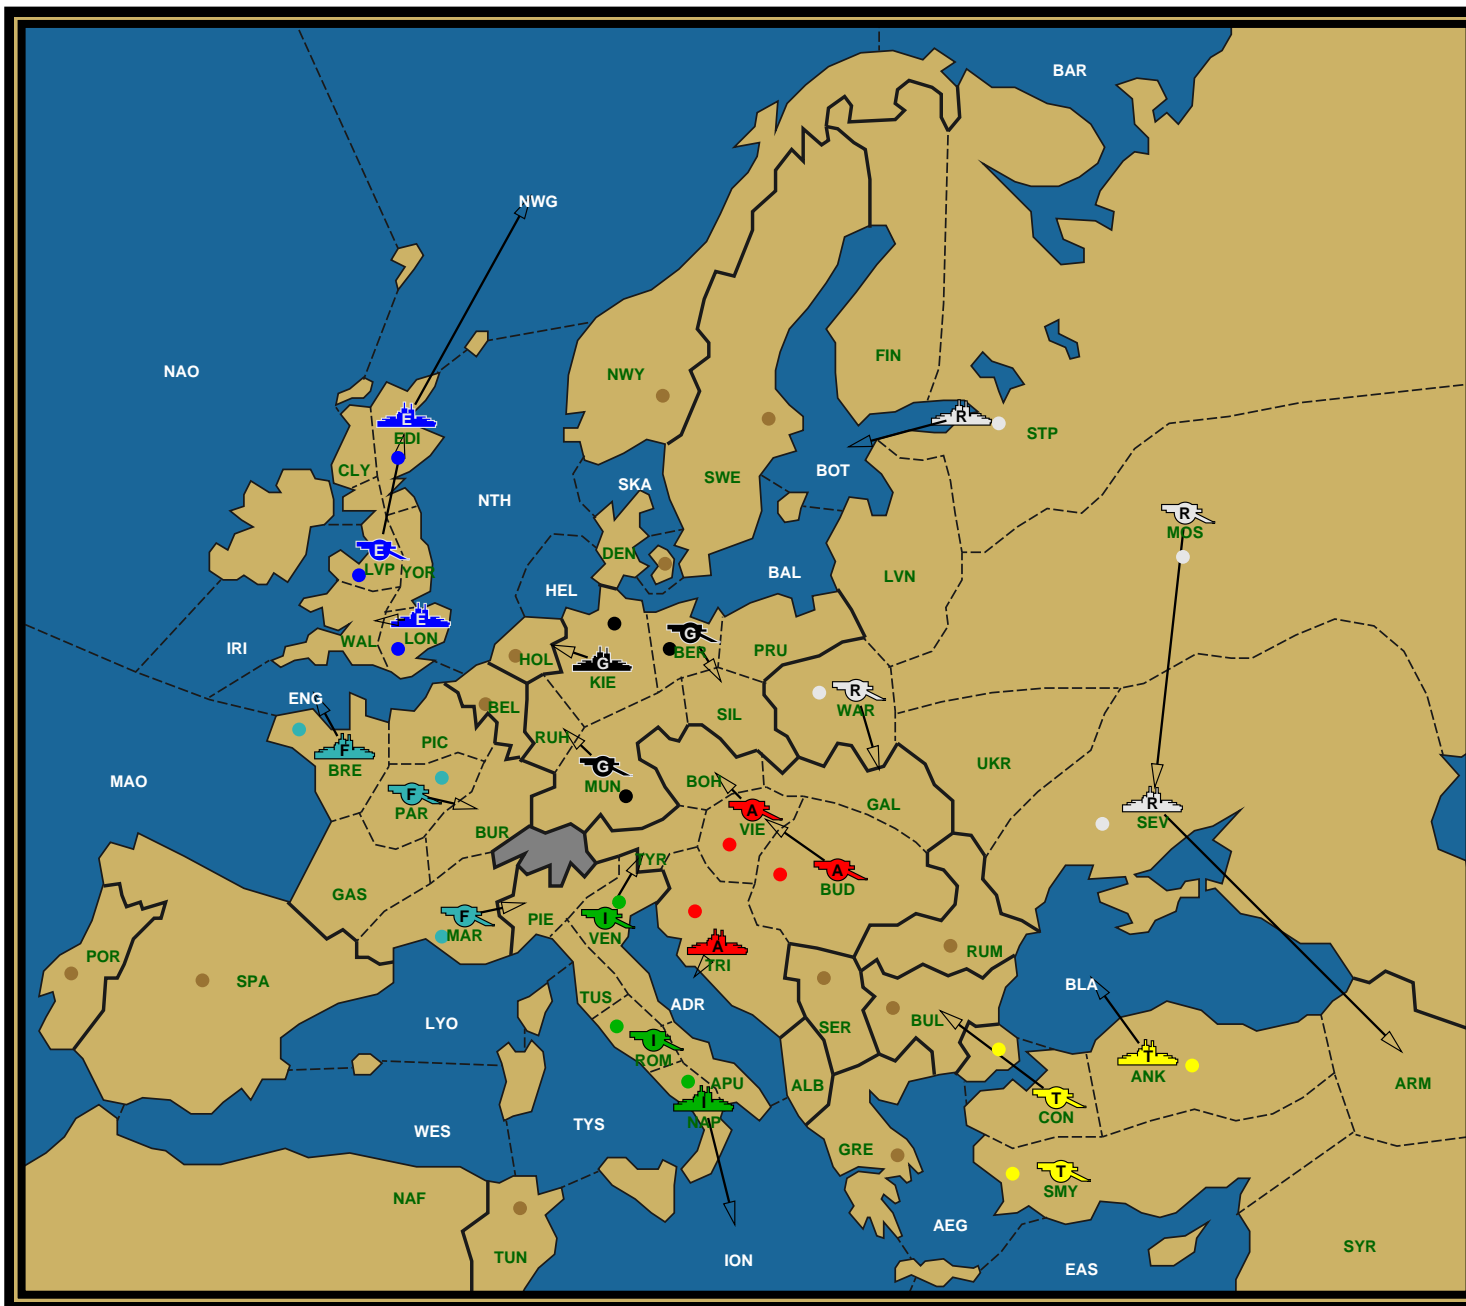 BAR
NWG
FIN
NAO
NWY
E
R
EDI
STP
CLY
SWE
BOT
SKA
NTH
R
MOS
E
DEN
LVP
YOR
BAL
LVN
HEL
E
LON
WAL
IRI
G
BER
PRU
HOL
G
KIE
R
WAR
ENG
BEL
SIL
RUH
PIC
F
BRE
UKR
G
MUN
BOH
MAO
F
PAR
GAL
A
VIE
R
SEV
BUR
TYR
A
BUD
GAS
F
MAR
PIE
I
VEN
A
TRI
RUM
POR
SPA
BLA
TUS
ADR
LYO
SER
BUL
I
ROM
T
ANK
APU
ALB
ARM
I
NAP
T
CON
WES
TYS
GRE
T
SMY
NAF
AEG
SYR
TUN
ION
EAS